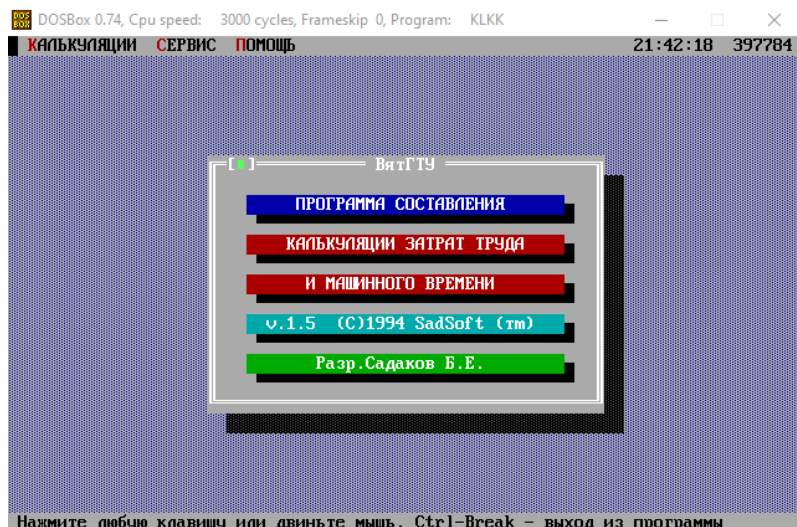 DOSBox 0.74, Cpu speed: 3000 cycles, Frameskip 0, Program: KLKK
КАЛЬКУЛЯЦИИ СЕРВИС ПОМОЩЬ 21:42:18 397784
ВятГТУ
ПРОГРАММА СОСТАВЛЕНИЯ
КАЛЬКУЛЯЦИИ ЗАТРАТ ТРУДА
И МАШИННОГО ВРЕМЕНИ
v.1.5 (C)1994 SadSoft (тм)
Разр.Садаков Б.Е.
Нажмите любую клавишу или двиньте мышь. Ctrl-Break - выход из программы